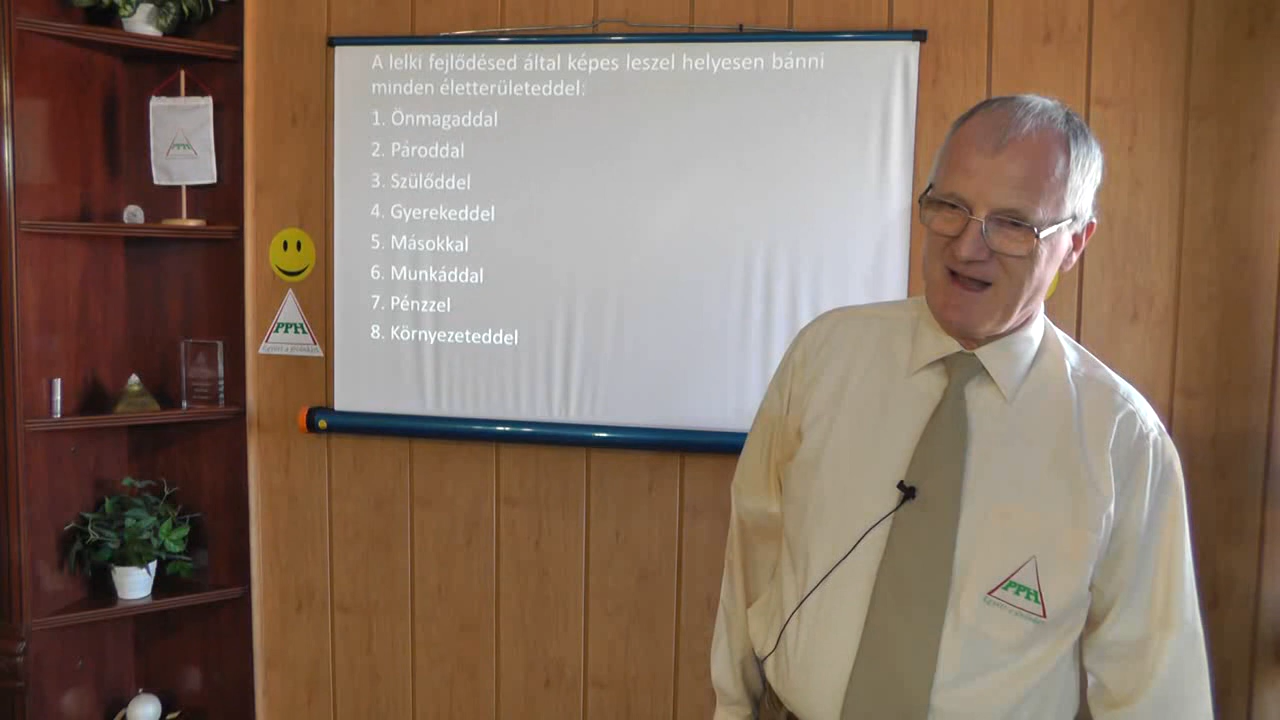 A lelki fejlődésed által képes leszel helyesen bánni
minden életterületeddel:
1. Önmagaddal
2. Pároddal
3. Szülőddel
4. Gyerekeddel
5. Másokkal
6. Munkáddal
7. Pénzzel
8. Környezeteddel
PPH
PPH
PPH